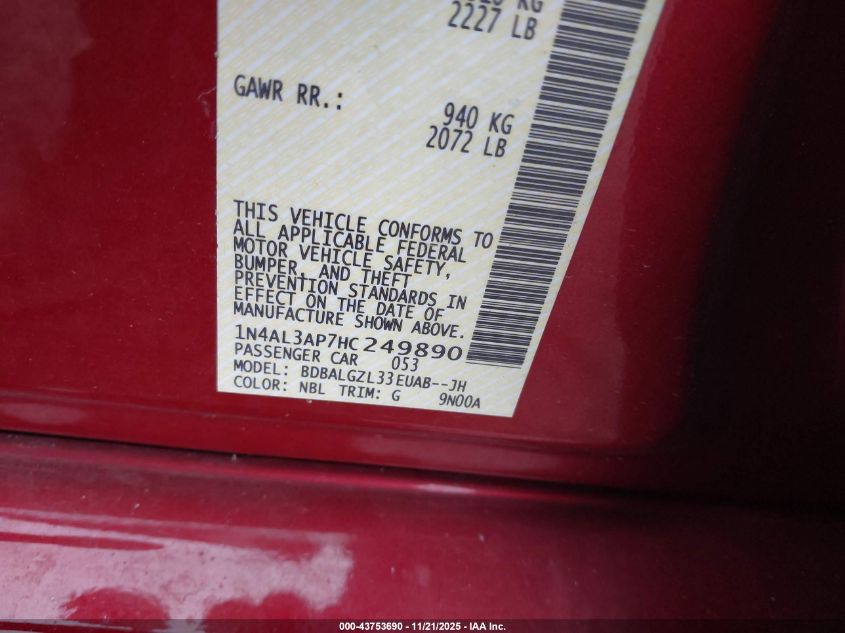 KG
2227 LB
GAWR RR.:
940 KG
2072 LB
THIS VEHICLE CONFORMS TO
ALL APPLICABLE FEDERAL
MOTOR VEHICLE SAFETY,
BUMPER, AND THEFT
PREVENTION STANDARDS IN
EFFECT ON THE DATE OF
MANUFACTURE SHOWN ABOVE.
1N4AL3AP7HC249890
PASSENGER CAR 053
MODEL: BDBALGZL33EUAB--JH
COLOR: NBL TRIM: G 9N00A
000-43753690 - 11/21/2025 - IAA Inc.